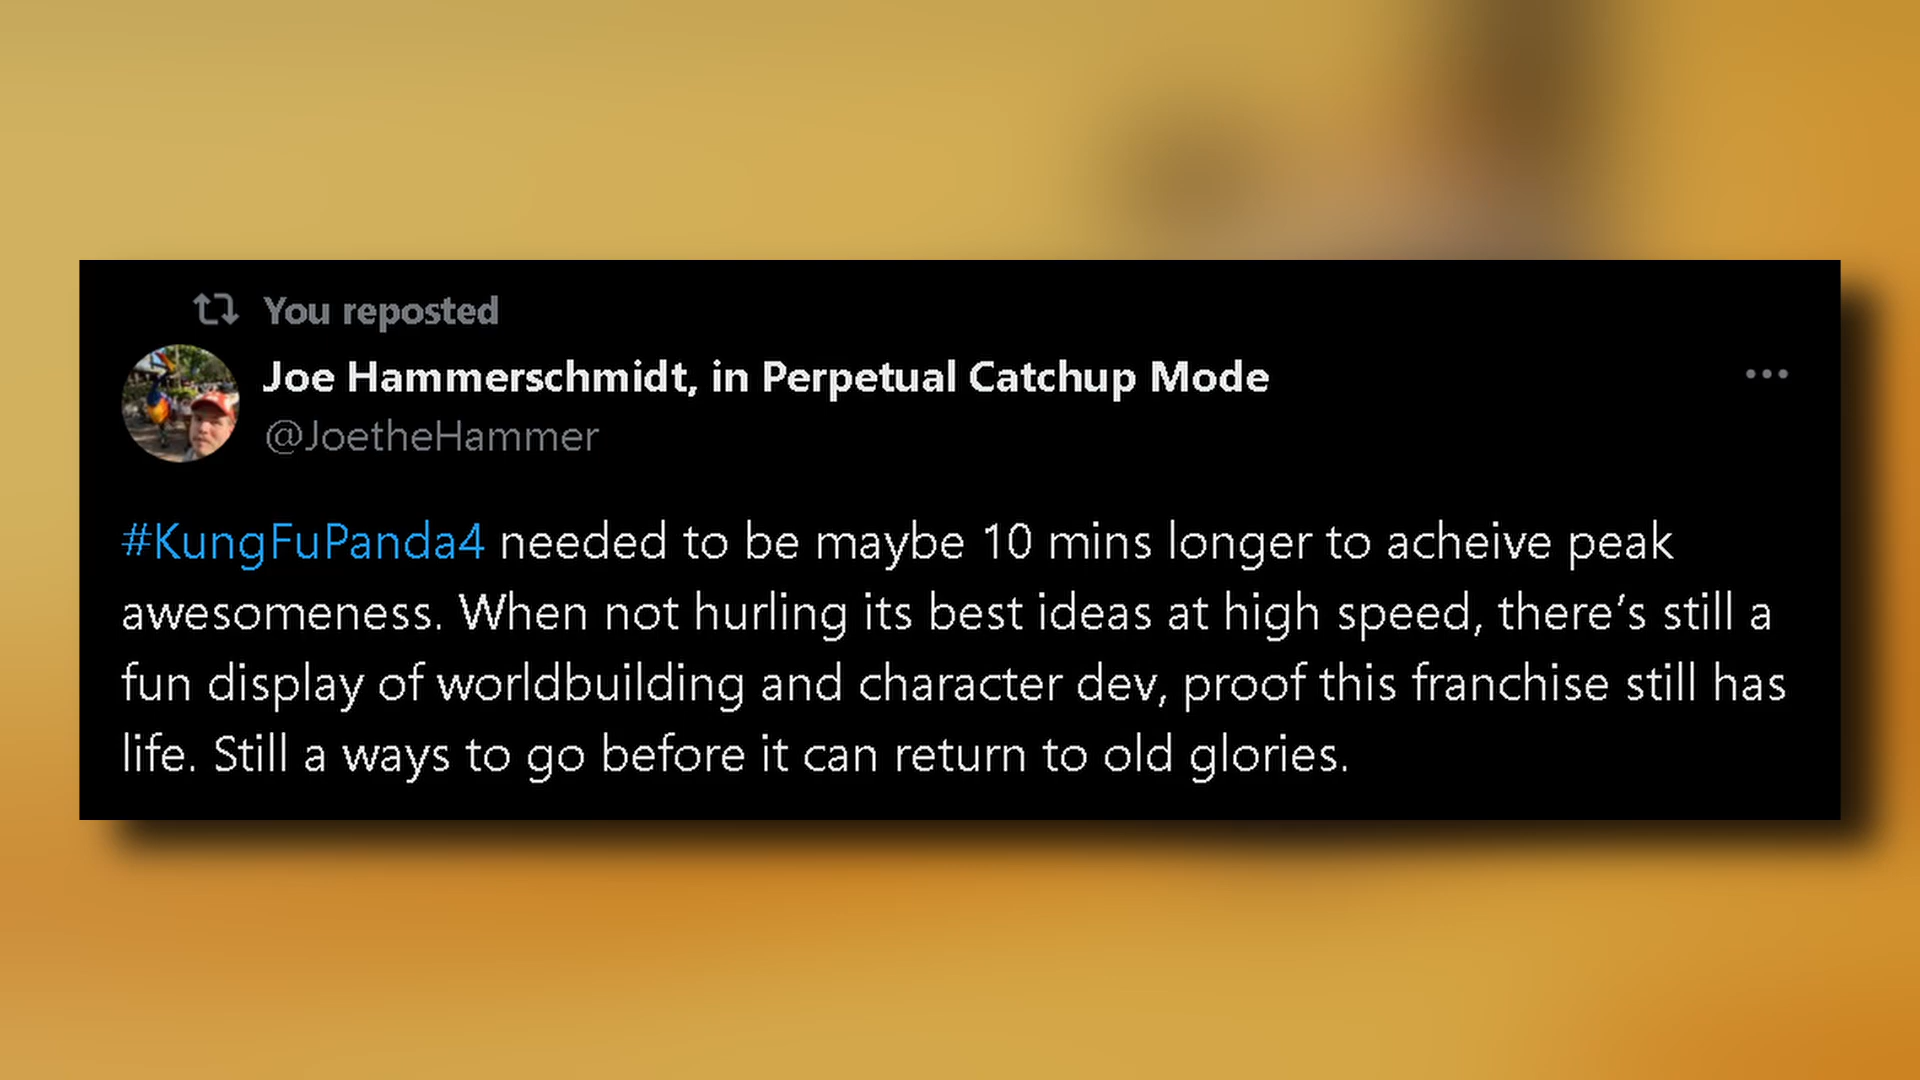 You reposted
Joe Hammerschmidt, in Perpetual Catchup Mode
@JoetheHammer
#KungFuPanda4 needed to be maybe 10 mins longer to acheive peak
awesomeness. When not hurling its best ideas at high speed, there's still a
fun display of worldbuilding and character dev, proof this franchise still has
life. Still a ways to go before it can return to old glories.